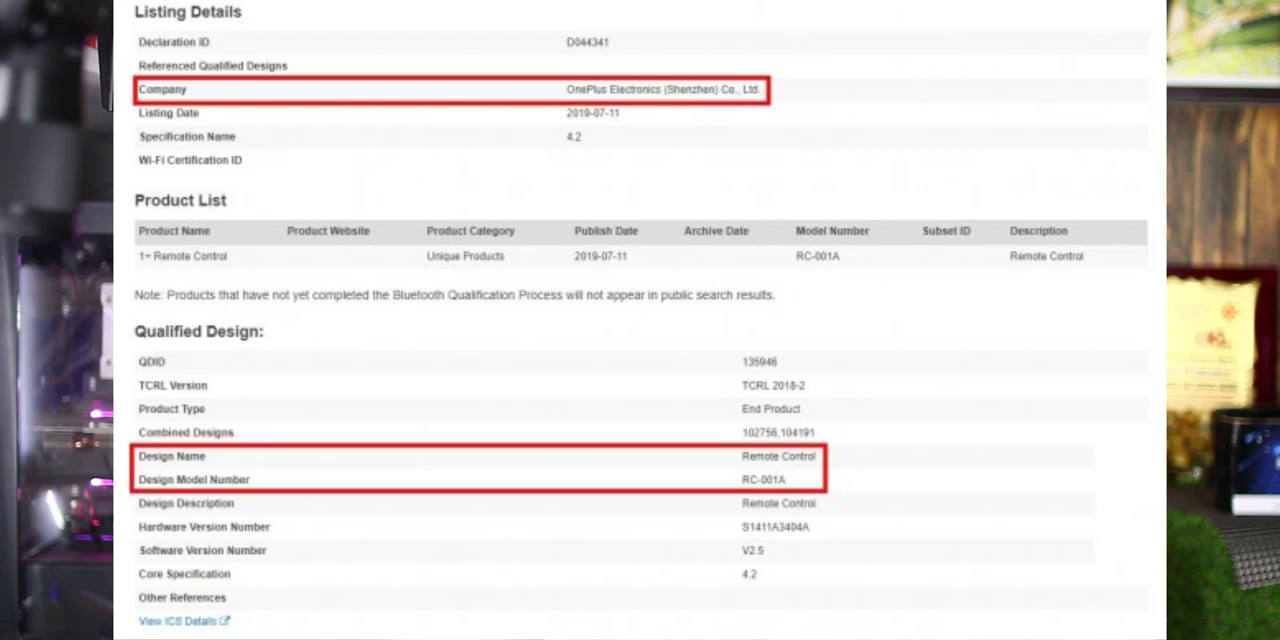 Listing Details
Declaration ID D044341
Referenced Qualified Designs
Company OnePlus Electronics (Shenzhen) Co., Ltd.
Listing Date 2019-07-11
Specification Name 4.2
Wi-Fi Certification ID
Product List
Product Name Product Website Product Category Publish Date Archive Date Model Number Subset ID Description
1+ Remote Control Unique Products 2019-07-11 RC-001A Remote Control
Note: Products that have not yet completed the Bluetooth Qualification Process will not appear in public search results.
Qualified Design:
QDID 135946
TCRL Version TCRL 2018-2
Product Type End Product
Combined Designs 102756,104191
Design Name Remote Control
Design Model Number RC-001A
Design Description Remote Control
Hardware Version Number S1411A3404A
Software Version Number V2.5
Core Specification 4.2
Other References
View ICS Details